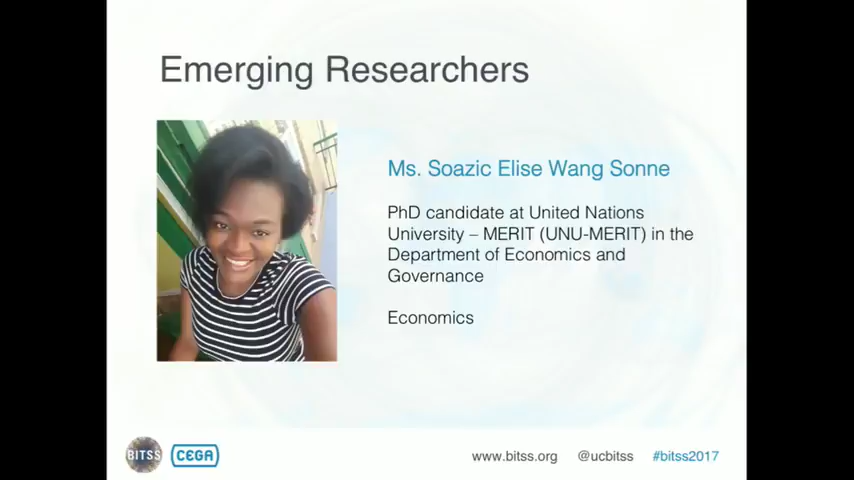 Emerging Researchers
Ms. Soazic Elise Wang Sonne
PhD candidate at United Nations
University – MERIT (UNU-MERIT) in the
Department of Economics and
Governance
Economics
BITSS
CEGA
www.bitss.org @ucbitss #bitss2017